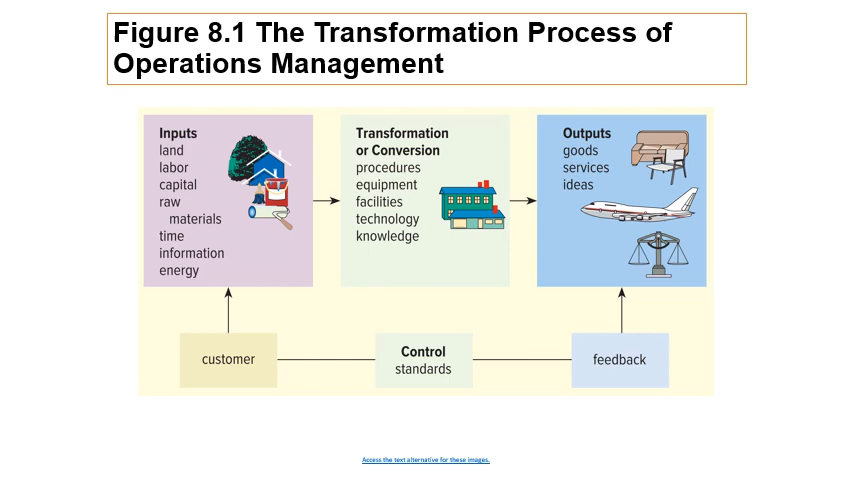 Figure 8.1 The Transformation Process of
Operations Management
Inputs
land
labor
capital
raw
materials
time
information
energy
Transformation
or Conversion
procedures
equipment
facilities
technology
knowledge
Outputs
goods
services
ideas
customer
Control
standards
feedback
Access the text alternative for these images.